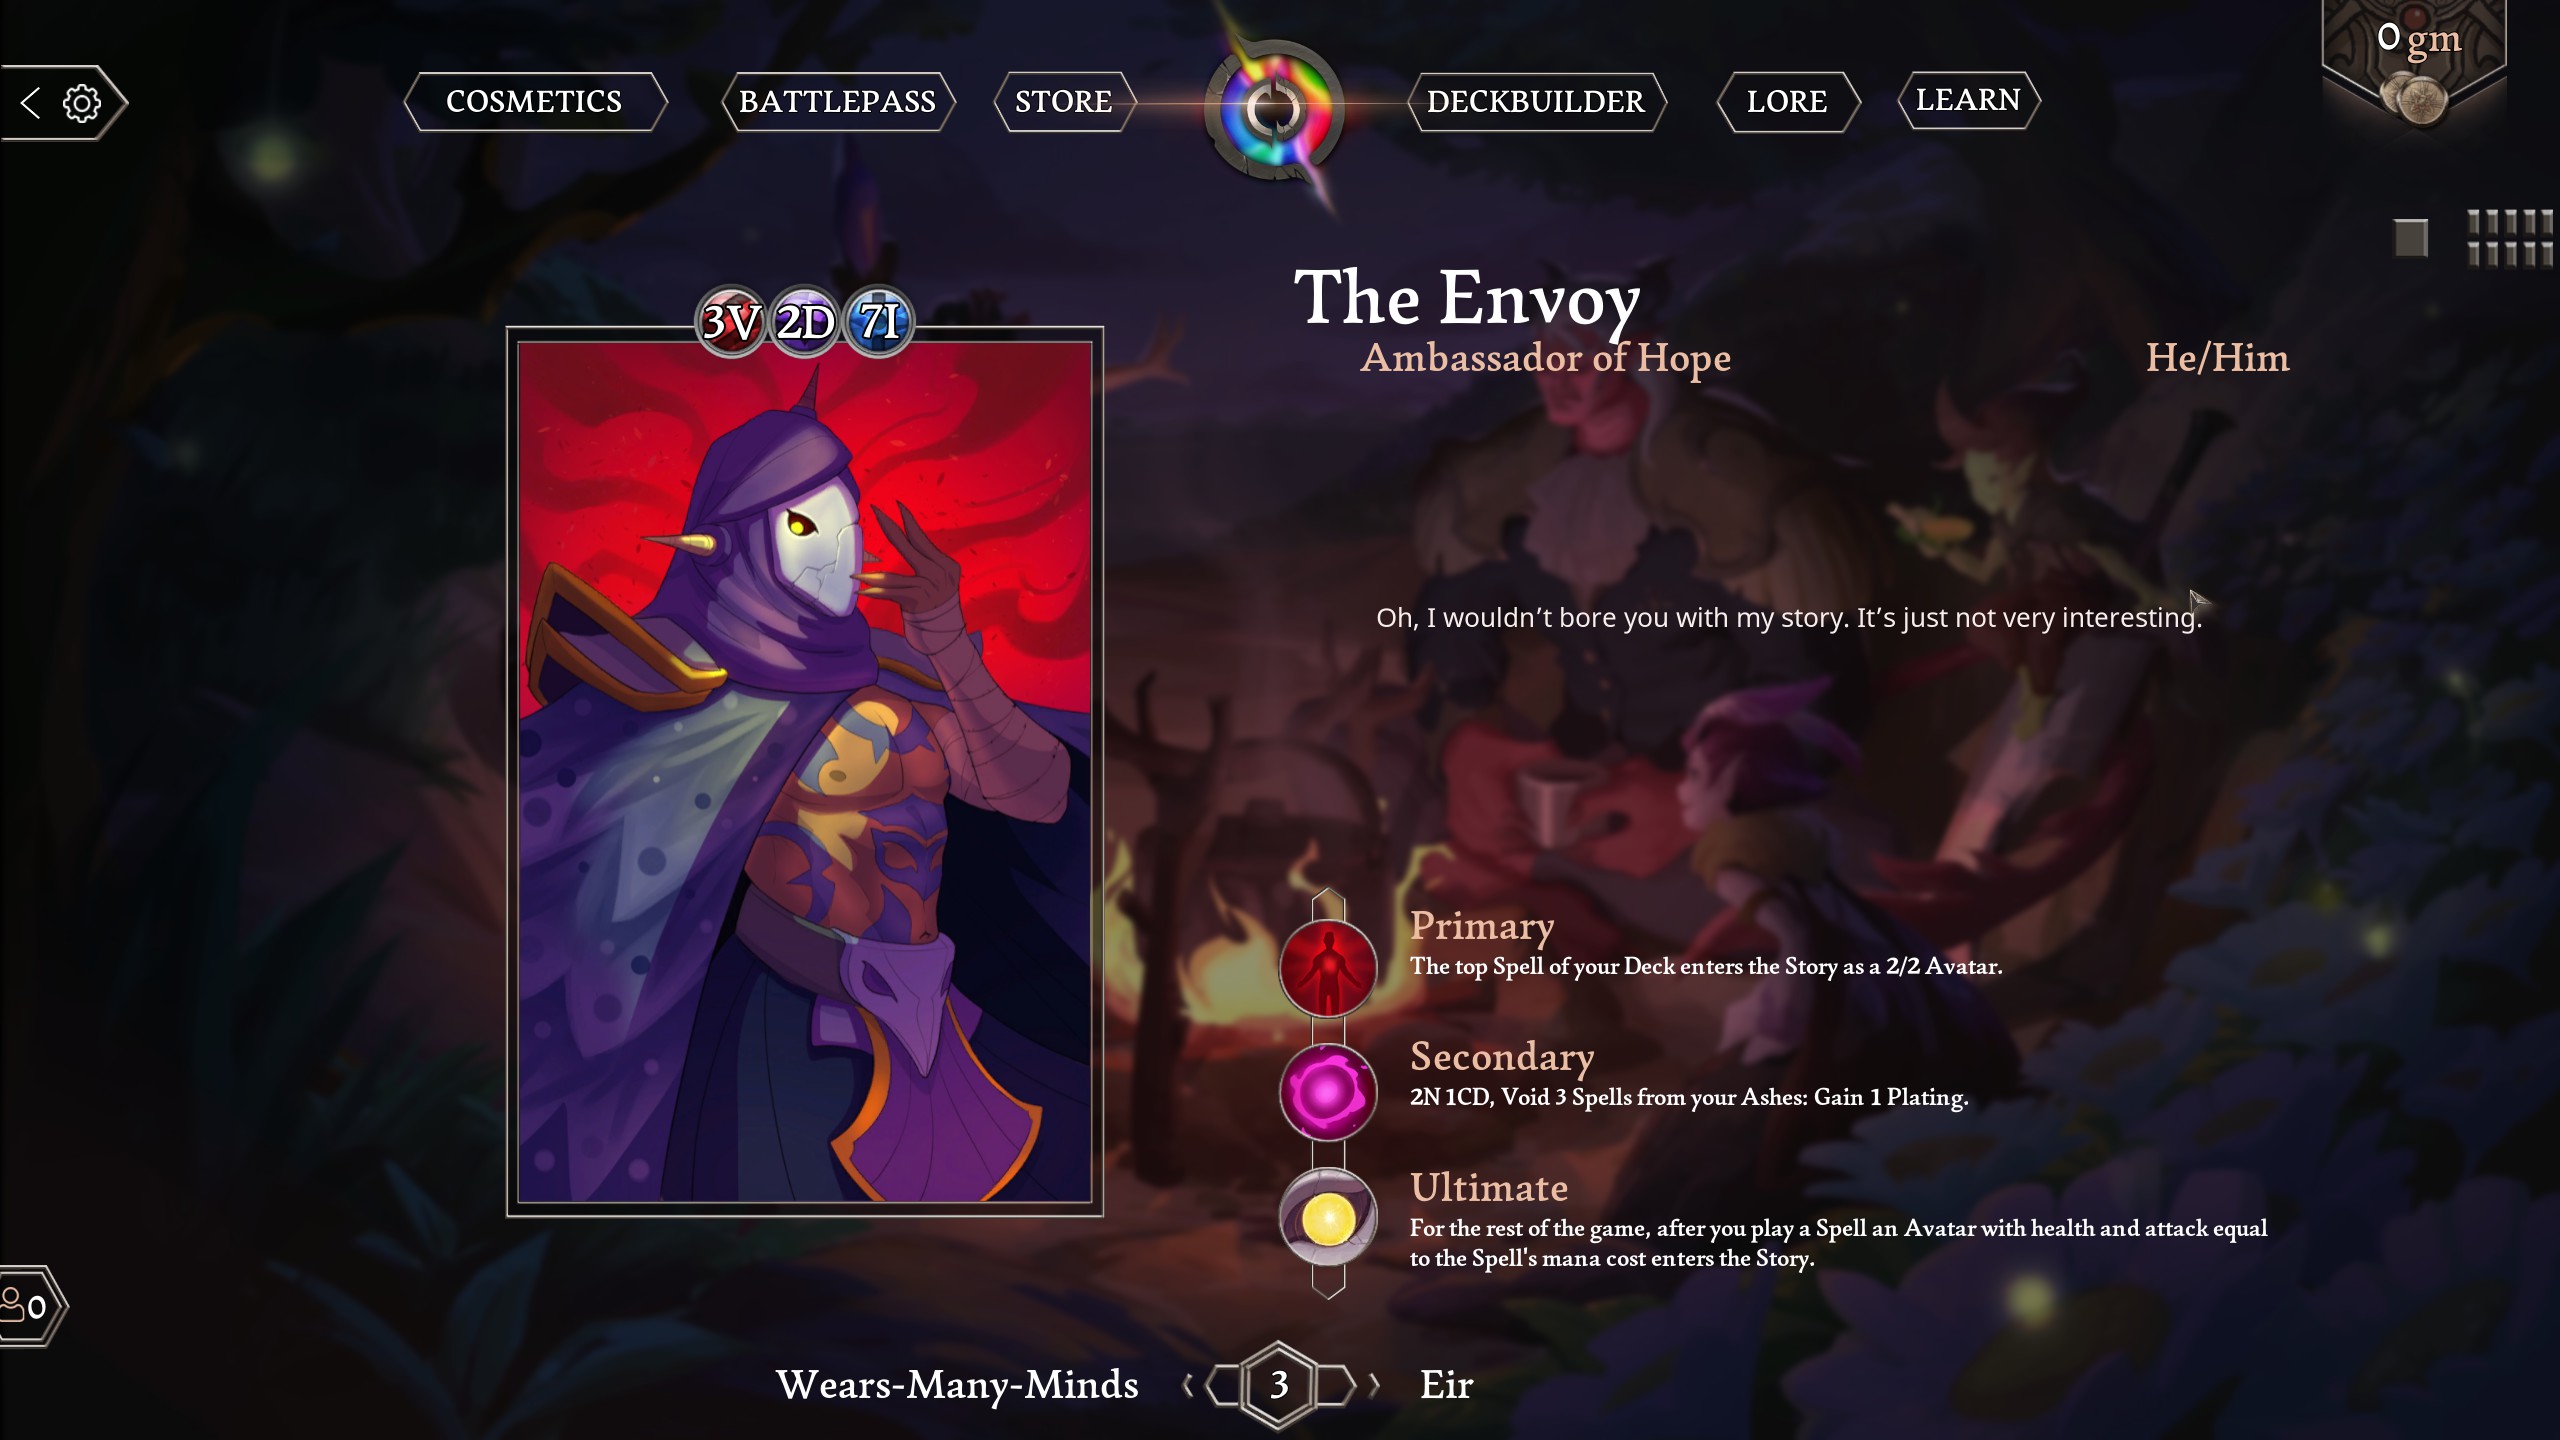 COSMETICS
BATTLEPASS
STORE
DECKBUILDER
LORE
LEARN
0 gm
The Envoy
Ambassador of Hope
He/Him
3V 2D 7I
Oh, I wouldn’t bore you with my story. It’s just not very interesting.
Primary
The top Spell of your Deck enters the Story as a 2/2 Avatar.
Secondary
2N 1CD, Void 3 Spells from your Ashes: Gain 1 Plating.
Ultimate
For the rest of the game, after you play a Spell an Avatar with health and attack equal
to the Spell's mana cost enters the Story.
0
Wears-Many-Minds
3
Eir